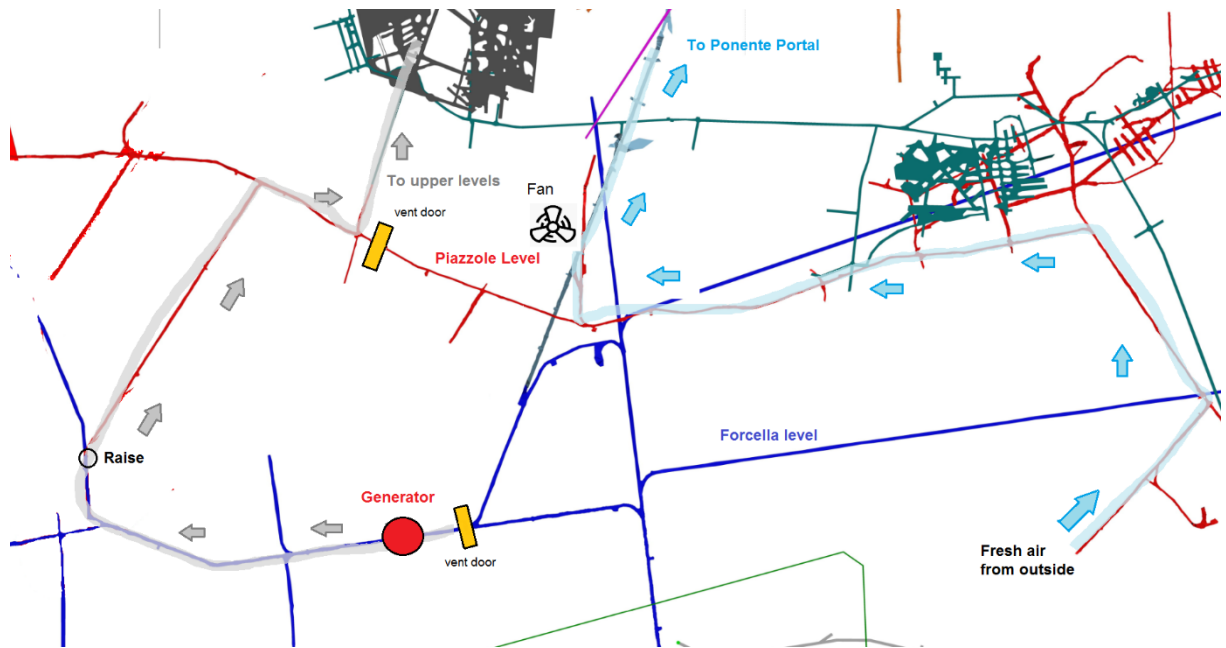 To Ponente Portal
To upper levels
Fan
vent door
Piazzole Level
Forcella level
Raise
Generator
vent door
Fresh air
from outside